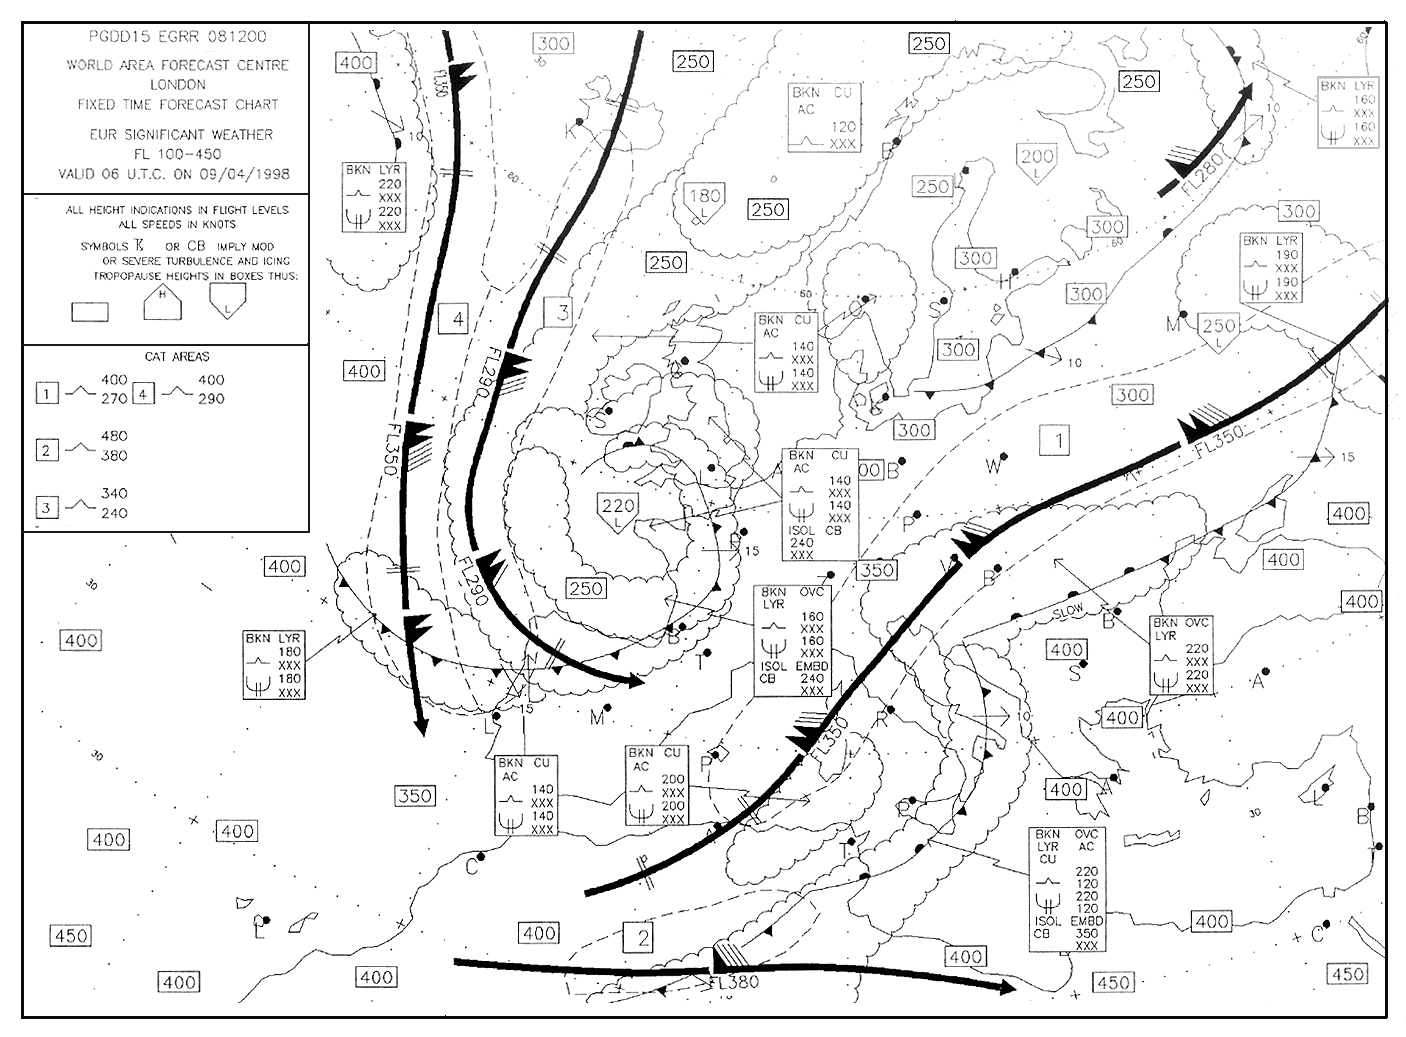 PGDD15 EGRR 081200
WORLD AREA FORECAST CENTRE
LONDON
FIXED TIME FORECAST CHART
EUR SIGNIFICANT WEATHER
FL 100-450
VALID 06 U.T.C. ON 09/04/1998
ALL HEIGHT INDICATIONS IN FLIGHT LEVELS
ALL SPEEDS IN KNOTS
SYMBOLS OR CB IMPLY MOD
OR SEVERE TURBULENCE AND ICING
TROPOPAUSE HEIGHTS IN BOXES THUS:
H
L
CAT AREAS
1 400 270
4 400 290
2 480 380
3 340 240
400
300
250
250
250
BKN LYR
160
XXX
160
XXX
10
FL350
30
K
BKN CU
AC
120
XXX
B
10
BKN LYR
220
XXX
220
XXX
60
180
L
250
250
200
L
FL280
300
300
60
250
300
BKN LYR
190
XXX
190
XXX
H
300
60
O
S
M
250
L
4
3
BKN CU
AC
140
XXX
140
XXX
300
10
400
FL290
300
S
300
1
FL350
15
FL350
BKN CU
AC
140
XXX
140
XXX
ISOL CB
240
XXX
B
W
220
L
P
400
15
400
FL290
250
350
B
400
400
30
BKN OVC
LYR
160
XXX
160
XXX
ISOL EMBD
CB 240
XXX
SLOW
B
400
BKN OVC
LYR
220
XXX
220
XXX
400
BKN LYR
180
XXX
180
XXX
B
T
S
A
L
15
M
R
10
400
FL350
30
P
BKN CU
AC
140
XXX
140
XXX
BKN CU
AC
200
XXX
200
XXX
350
400
A
L
30
B
P
400
400
T
C
BKN OVC
LYR AC
CU
220
120
220
120
ISOL EMBD
CB 350
XXX
450
L
400
2
400
C
400
400
FL380
400
450
450